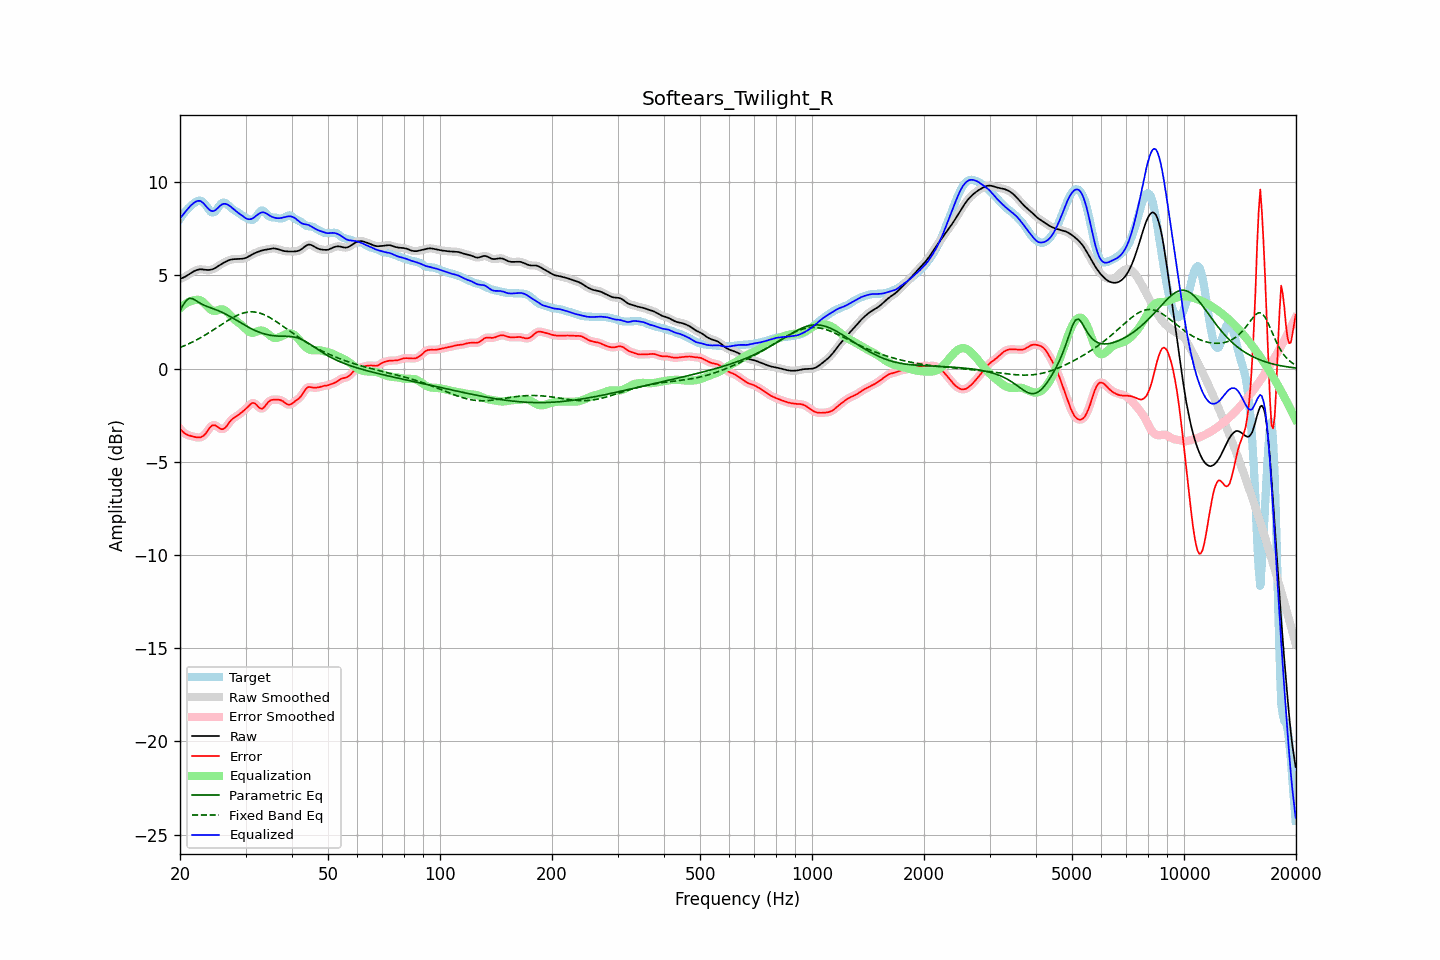 Softears_Twilight_R
10
5
0
−5
−10
−15
−20
−25
Amplitude (dBr)
Target
Raw Smoothed
Error Smoothed
Raw
Error
Equalization
Parametric Eq
Fixed Band Eq
Equalized
20 50 100 200 500 1000 2000 5000 10000 20000
Frequency (Hz)